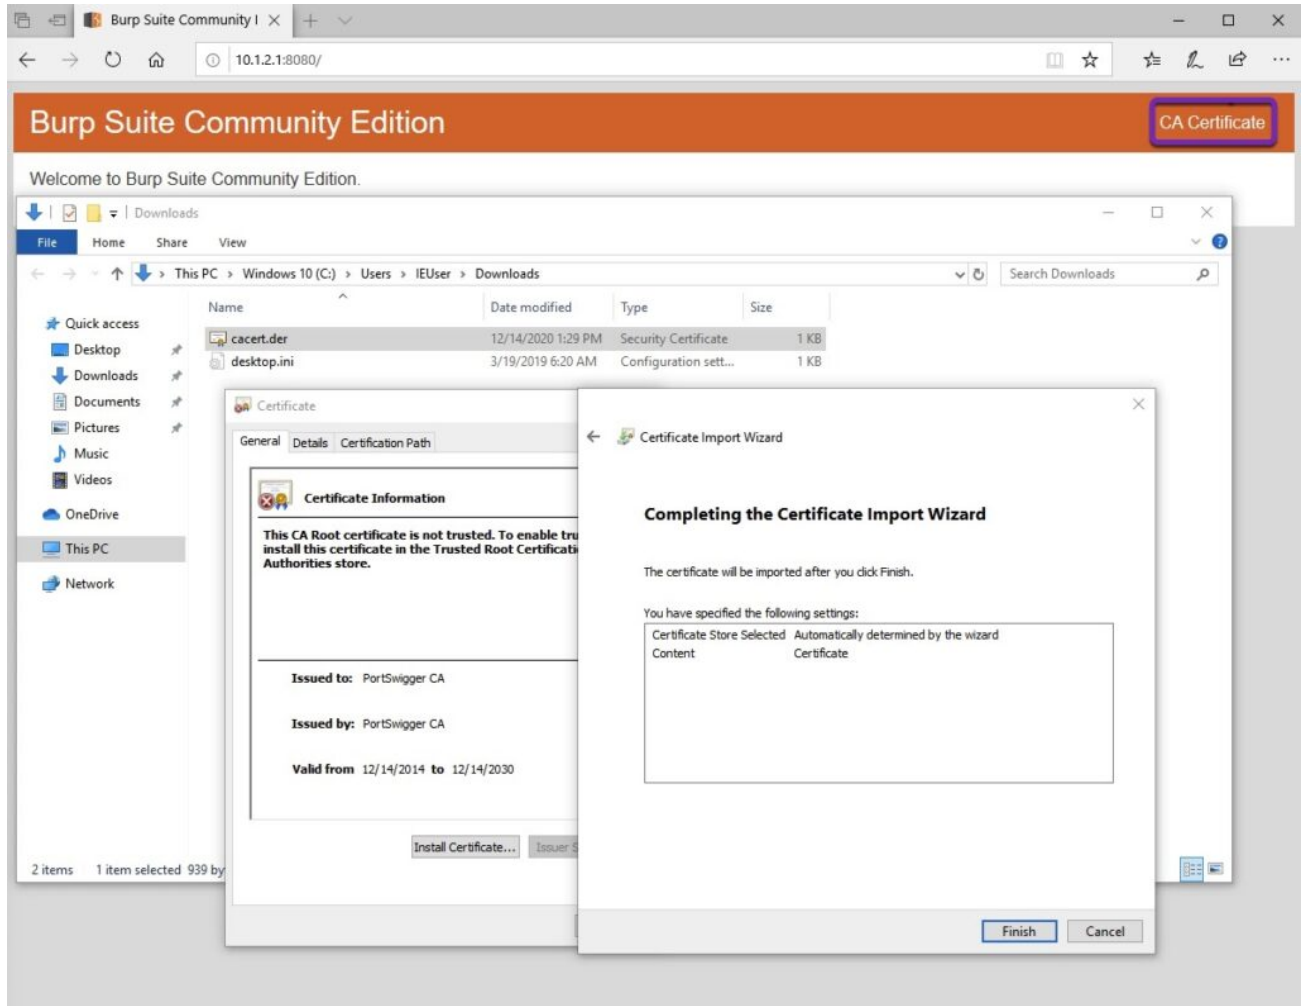 Burp Suite Community I
10.1.2.1:8080/
Burp Suite Community Edition
CA Certificate
Welcome to Burp Suite Community Edition.
Downloads
File Home Share View
This PC > Windows 10 (C:) > Users > IEUser > Downloads
Search Downloads
Name Date modified Type Size
Quick access
cacert.der 12/14/2020 1:29 PM Security Certificate 1 KB
Desktop
desktop.ini 3/19/2019 6:20 AM Configuration sett... 1 KB
Downloads
Documents
Pictures
Music
Videos
OneDrive
This PC
Network
2 items 1 item selected 939 by
Certificate
General Details Certification Path
Certificate Information
This CA Root certificate is not trusted. To enable tru
install this certificate in the Trusted Root Certificati
Authorities store.
Issued to: PortSwigger CA
Issued by: PortSwigger CA
Valid from 12/14/2014 to 12/14/2030
Install Certificate... Issuer S
Certificate Import Wizard
Completing the Certificate Import Wizard
The certificate will be imported after you click Finish.
You have specified the following settings:
Certificate Store Selected Automatically determined by the wizard
Content Certificate
Finish Cancel